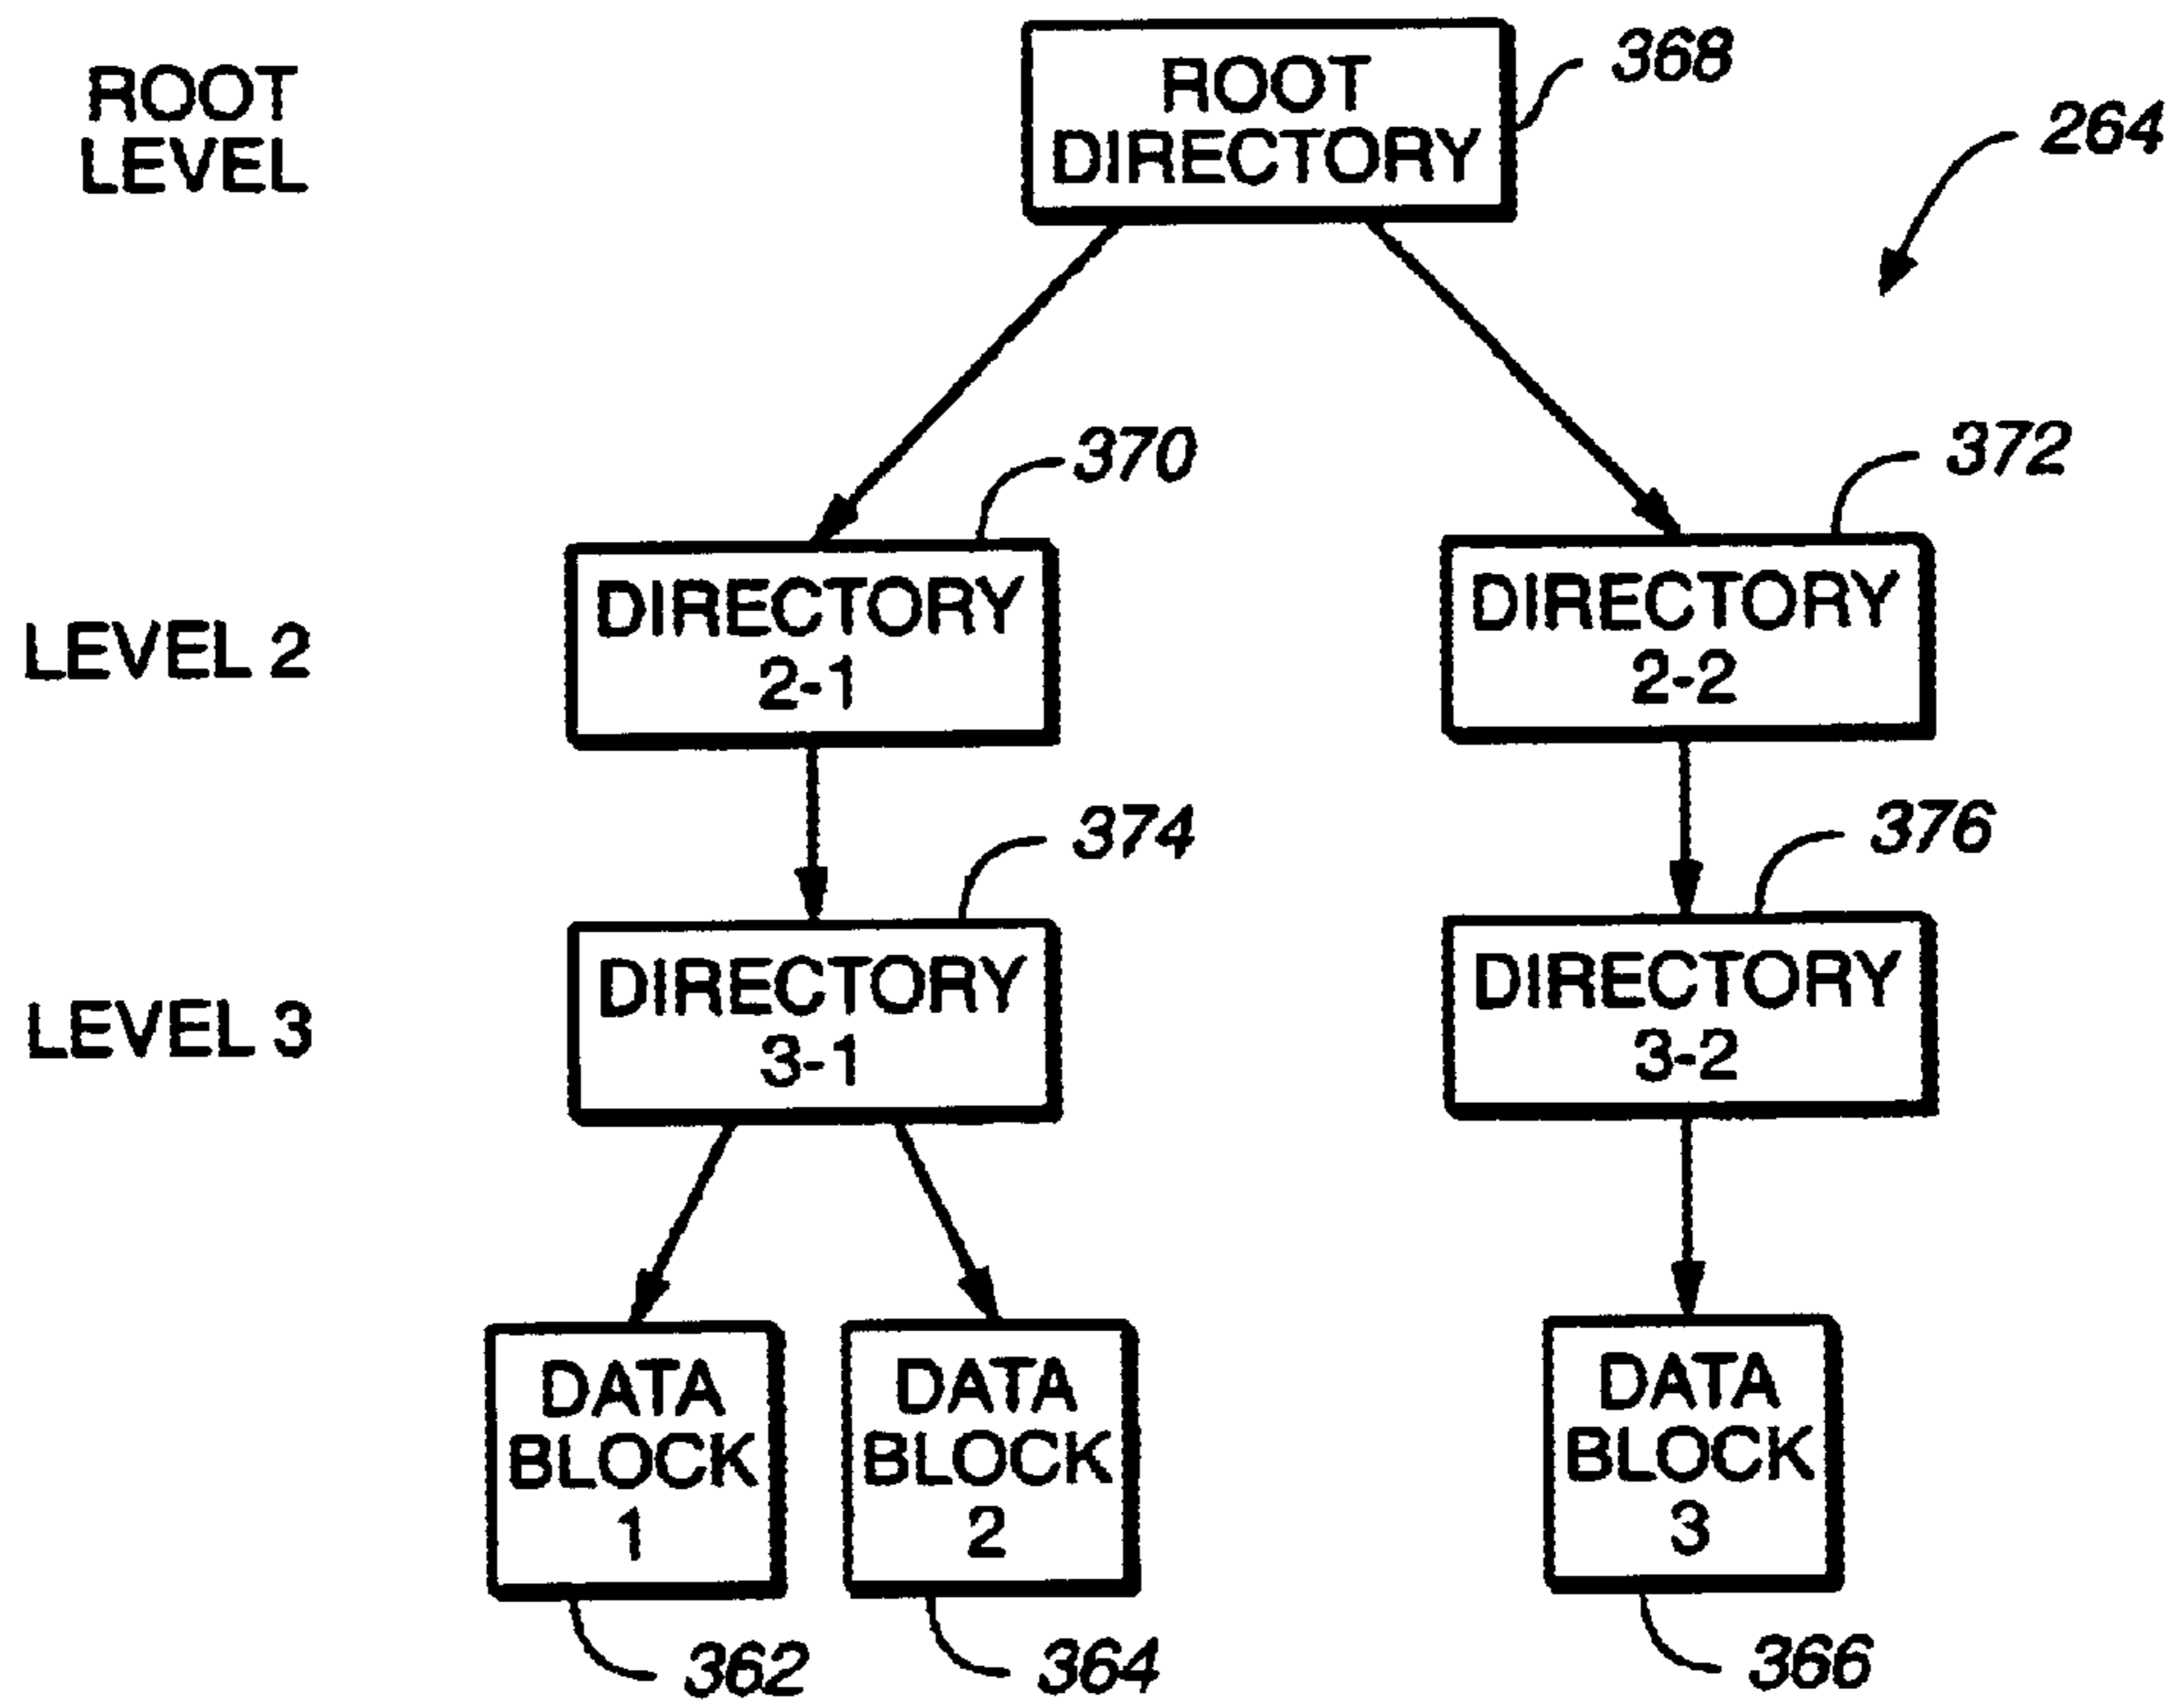 ROOT
LEVEL
ROOT
DIRECTORY
368
264
370
372
LEVEL 2
DIRECTORY
2-1
DIRECTORY
2-2
374
376
LEVEL 3
DIRECTORY
3-1
DIRECTORY
3-2
DATA
BLOCK
1
DATA
BLOCK
2
DATA
BLOCK
3
362
364
366